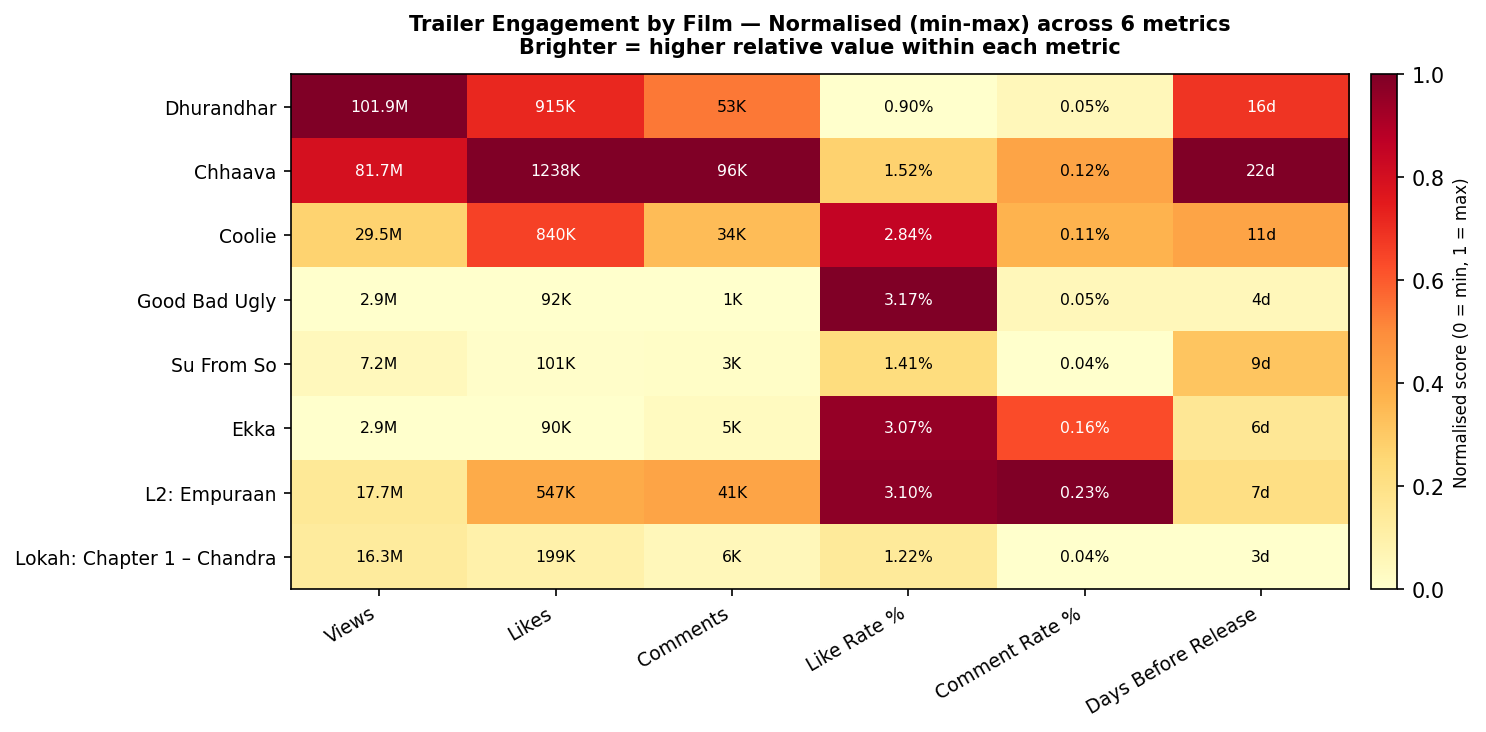 Trailer Engagement by Film — Normalised (min-max) across 6 metrics
Brighter = higher relative value within each metric
Dhurandhar 101.9M 915K 53K 0.90% 0.05% 16d
Chhaava 81.7M 1238K 96K 1.52% 0.12% 22d
Coolie 29.5M 840K 34K 2.84% 0.11% 11d
Good Bad Ugly 2.9M 92K 1K 3.17% 0.05% 4d
Su From So 7.2M 101K 3K 1.41% 0.04% 9d
Ekka 2.9M 90K 5K 3.07% 0.16% 6d
L2: Empuraan 17.7M 547K 41K 3.10% 0.23% 7d
Lokah: Chapter 1 – Chandra 16.3M 199K 6K 1.22% 0.04% 3d
Views Likes Comments Like Rate % Comment Rate % Days Before Release
1.0
0.8
0.6
0.4
0.2
0.0
Normalised score (0 = min, 1 = max)